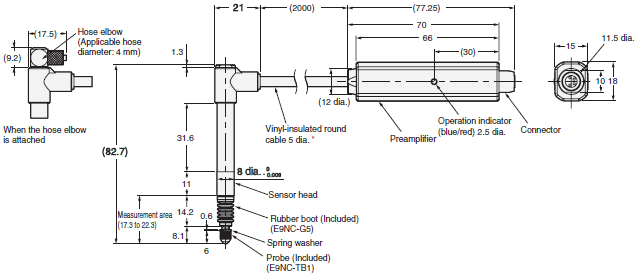 21
(2000)
(77.25)
70
66
(30)
(17.5)
Hose elbow
(Applicable hose
diameter: 4 mm)
(9.2)
1.3
15
11.5 dia.
10
18
(12 dia.)
When the hose elbow
is attached
Vinyl-insulated round
cable 5 dia. *
Operation indicator
(blue/red) 2.5 dia.
Preamplifier
Connector
(82.7)
31.6
8 dia.
11
Sensor head
Measurement area
(17.3 to 22.3)
14.2
0.6
8.1
6
Rubber boot (Included)
(E9NC-G5)
Spring washer
Probe (Included)
(E9NC-TB1)